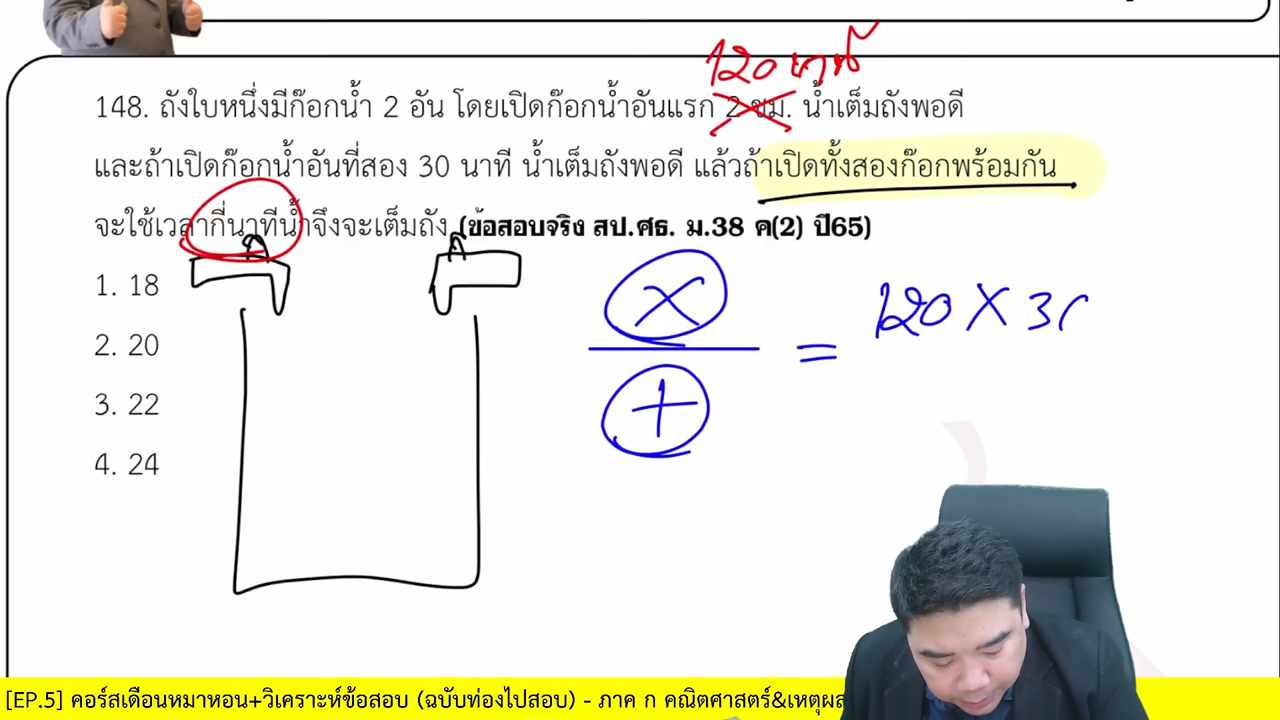 120 นาที
148. ถังใบหนึ่งมีก๊อกน้ำ 2 อัน โดยเปิดก๊อกน้ำอันแรก 2 ชม. น้ำเต็มถังพอดี
และถ้าเปิดก๊อกน้ำอันที่สอง 30 นาที น้ำเต็มถังพอดี แล้วถ้าเปิดทั้งสองก๊อกพร้อมกัน
จะใช้เวลากี่นาทีน้ำจึงจะเต็มถัง (ข้อสอบจริง สป.ศธ. ม.38 ค(2) ปี65)
1. 18
2. 20
3. 22
4. 24
×
+
= 120 × 3
[EP.5] คอร์สเดือนหมาหอน+วิเคราะห์ข้อสอบ (ฉบับท่องไปสอบ) - ภาค ก คณิตศาสตร์&เหตุผล